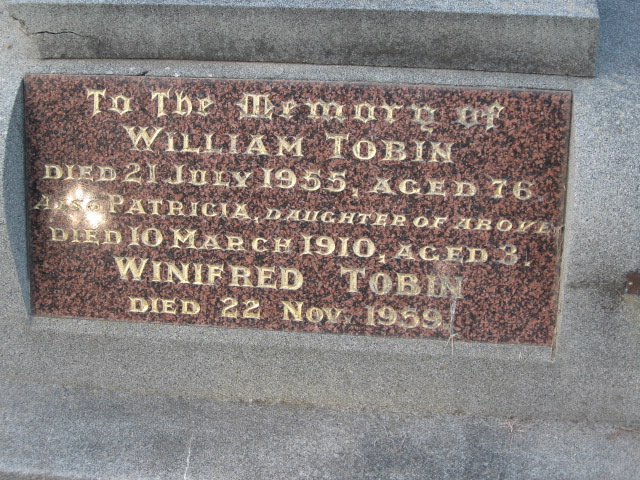 To The Memory of
WILLIAM TOBIN
DIED 21 JULY 1955, AGED 76.
ALSO PATRICIA, DAUGHTER OF ABOVE,
DIED 10 MARCH 1910, AGED 3.
WINIFRED TOBIN
DIED 22 NOV. 1959.